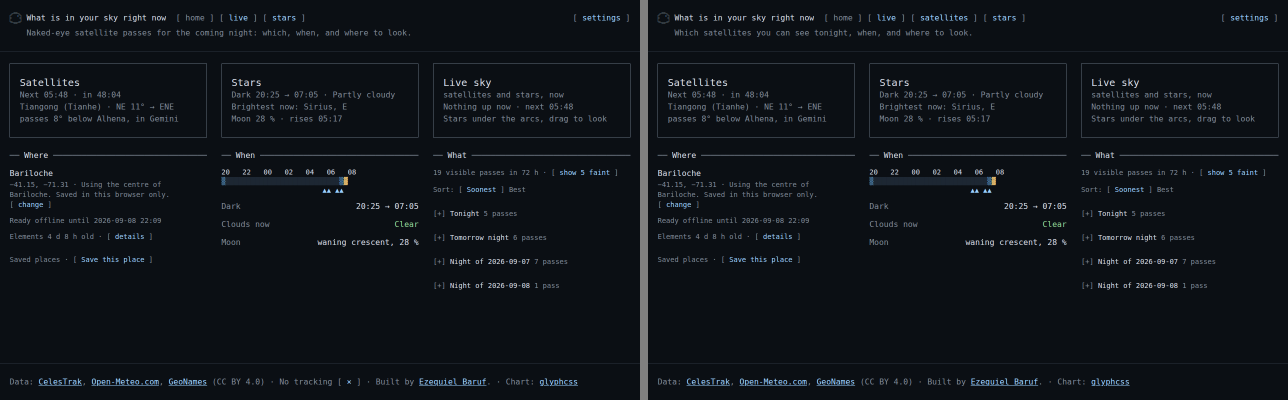 What is in your sky right now [ home ] [ live ] [ stars ] [ settings ]
Naked-eye satellite passes for the coming night: which, when, and where to look.
Satellites
Next 05:48 · in 48:04
Tiangong (Tianhe) · NE 11° → ENE
passes 8° below Alhena, in Gemini
Stars
Dark 20:25 → 07:05 · Partly cloudy
Brightest now: Sirius, E
Moon 28 % · rises 05:17
Live sky
satellites and stars, now
Nothing up now · next 05:48
Stars under the arcs, drag to look
Where
Bariloche
−41.15, −71.31 · Using the centre of
Bariloche. Saved in this browser only.
[ change ]
Ready offline until 2026-09-08 22:09
Elements 4 d 8 h old · [ details ]
Saved places · [ Save this place ]
When
20 22 00 02 04 06 08
Dark 20:25 → 07:05
Clouds now Clear
Moon waning crescent, 28 %
What
19 visible passes in 72 h · [ show 5 faint ]
Sort: [ Soonest ] Best
[+] Tonight 5 passes
[+] Tomorrow night 6 passes
[+] Night of 2026-09-07 7 passes
[+] Night of 2026-09-08 1 pass
Data: CelesTrak, Open-Meteo.com, GeoNames (CC BY 4.0) · No tracking [ × ] · Built by Ezequiel Baruf. · Chart: glyphcss
What is in your sky right now [ home ] [ live ] [ satellites ] [ stars ] [ settings ]
Which satellites you can see tonight, when, and where to look.
Satellites
Next 05:48 · in 48:04
Tiangong (Tianhe) · NE 11° → ENE
passes 8° below Alhena, in Gemini
Stars
Dark 20:25 → 07:05 · Partly cloudy
Brightest now: Sirius, E
Moon 28 % · rises 05:17
Live sky
satellites and stars, now
Nothing up now · next 05:48
Stars under the arcs, drag to look
Where
Bariloche
−41.15, −71.31 · Using the centre of
Bariloche. Saved in this browser only.
[ change ]
Ready offline until 2026-09-08 22:09
Elements 4 d 8 h old · [ details ]
Saved places · [ Save this place ]
When
20 22 00 02 04 06 08
Dark 20:25 → 07:05
Clouds now Clear
Moon waning crescent, 28 %
What
19 visible passes in 72 h · [ show 5 faint ]
Sort: [ Soonest ] Best
[+] Tonight 5 passes
[+] Tomorrow night 6 passes
[+] Night of 2026-09-07 7 passes
[+] Night of 2026-09-08 1 pass
Data: CelesTrak, Open-Meteo.com, GeoNames (CC BY 4.0) · Built by Ezequiel Baruf. · Chart: glyphcss